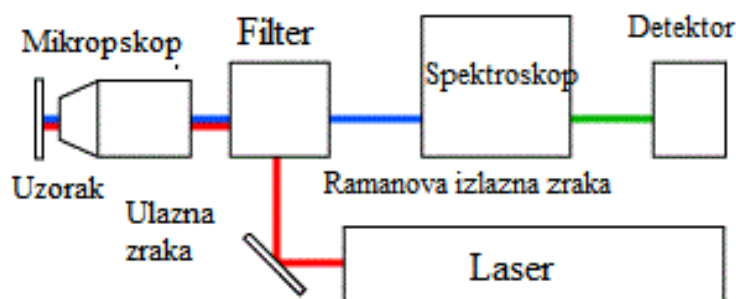 Mikropskop
Filter
Detektor
Spektroskop
Uzorak
Ulazna
zraka
Ramanova izlazna zraka
Laser